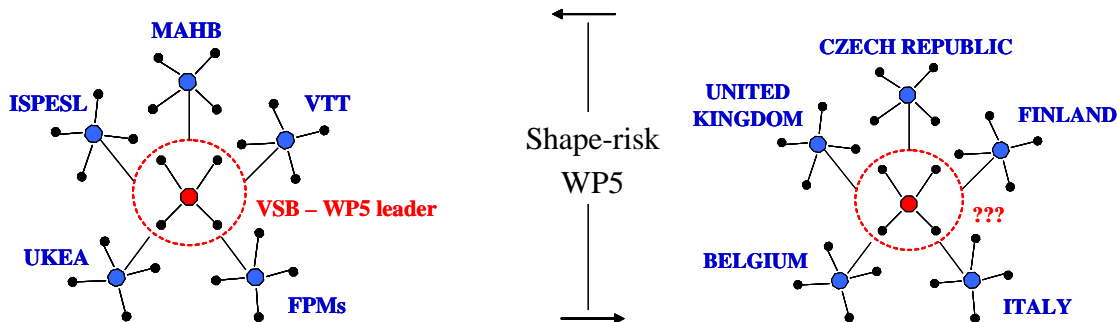 MAHB
ISPESL
VTT
VSB – WP5 leader
UKEA
FPMs
Shape-risk
WP5
CZECH REPUBLIC
UNITED
KINGDOM
FINLAND
???
BELGIUM
ITALY